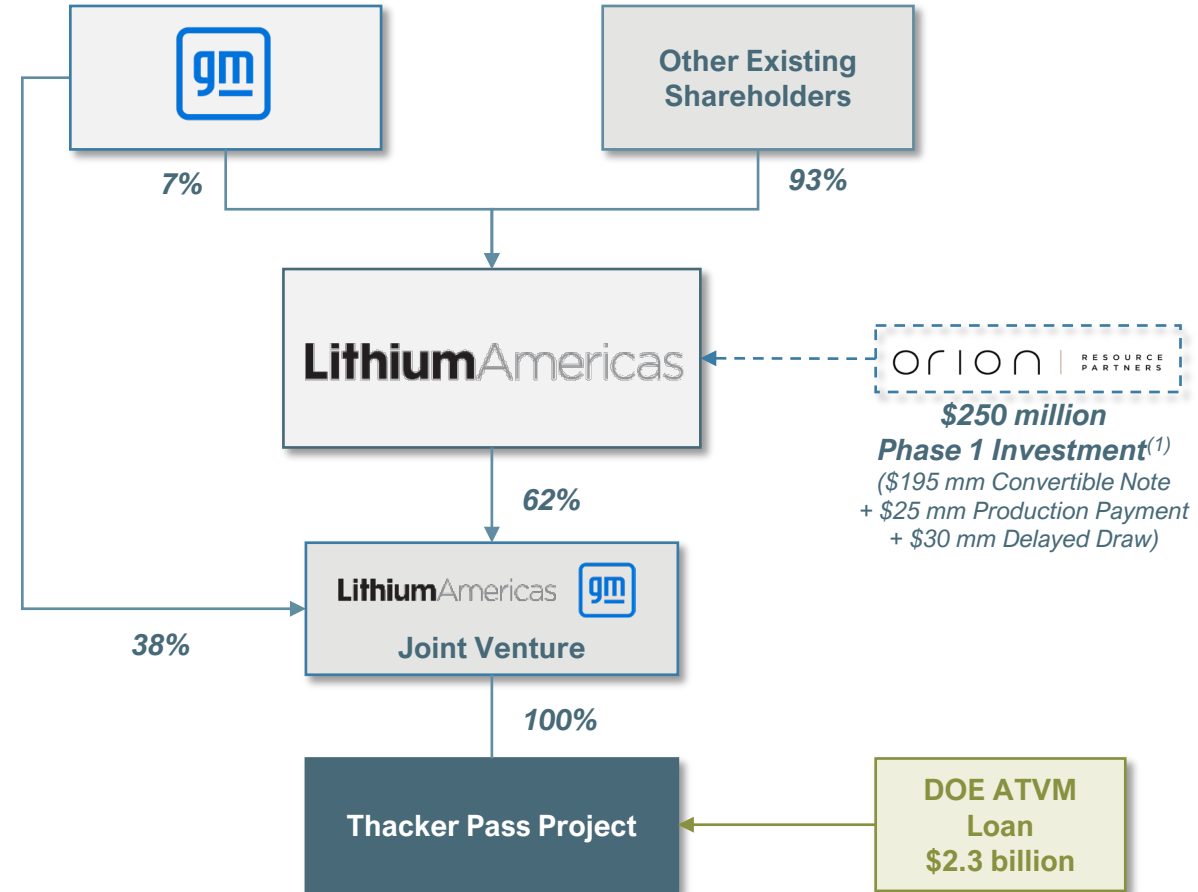 gm
Other Existing
Shareholders
7%
93%
LithiumAmericas
orion RESOURCE
PARTNERS
$250 million
Phase 1 Investment(1)
($195 mm Convertible Note
+ $25 mm Production Payment
+ $30 mm Delayed Draw)
62%
LithiumAmericas gm
Joint Venture
38%
100%
Thacker Pass Project
DOE ATVM
Loan
$2.3 billion